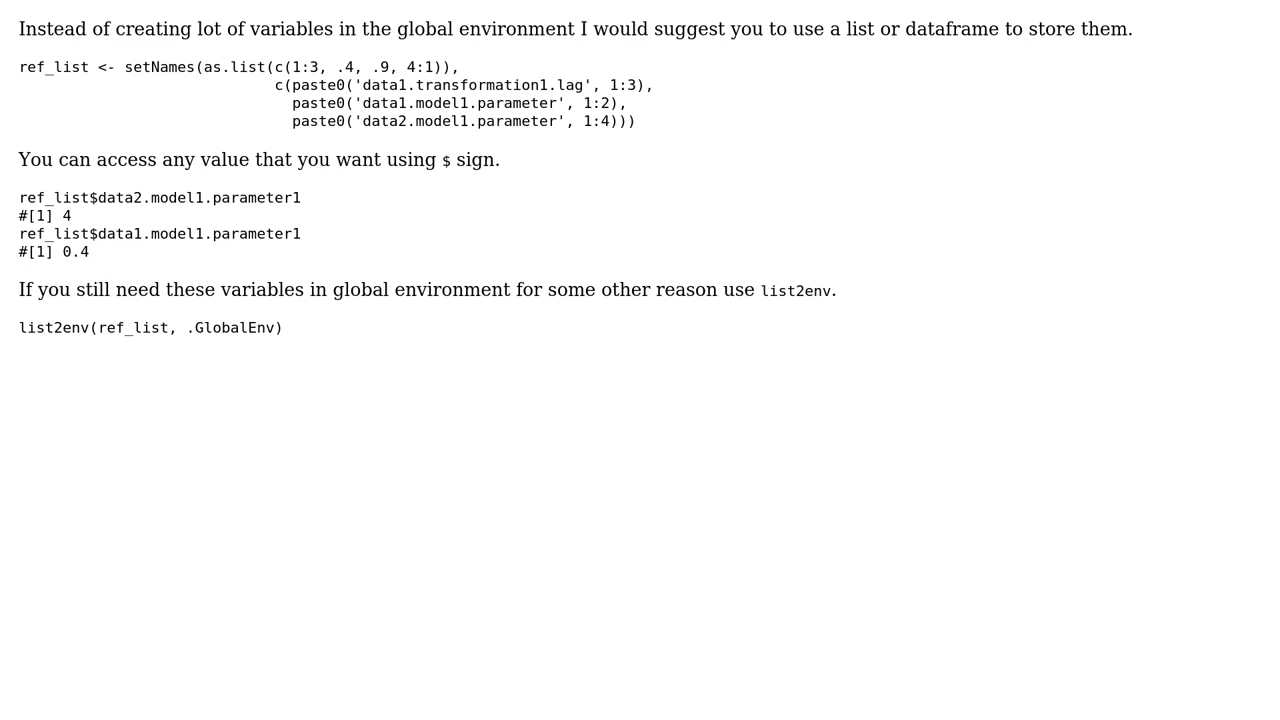 Instead of creating lot of variables in the global environment I would suggest you to use a list or dataframe to store them.
ref_list <- setNames(as.list(c(1:3, .4, .9, 4:1)),
                             c(paste0('data1.transformation1.lag', 1:3),
                               paste0('data1.model1.parameter', 1:2),
                               paste0('data2.model1.parameter', 1:4)))
You can access any value that you want using $ sign.
ref_list$data2.model1.parameter1
#[1] 4
ref_list$data1.model1.parameter1
#[1] 0.4
If you still need these variables in global environment for some other reason use list2env.
list2env(ref_list, .GlobalEnv)